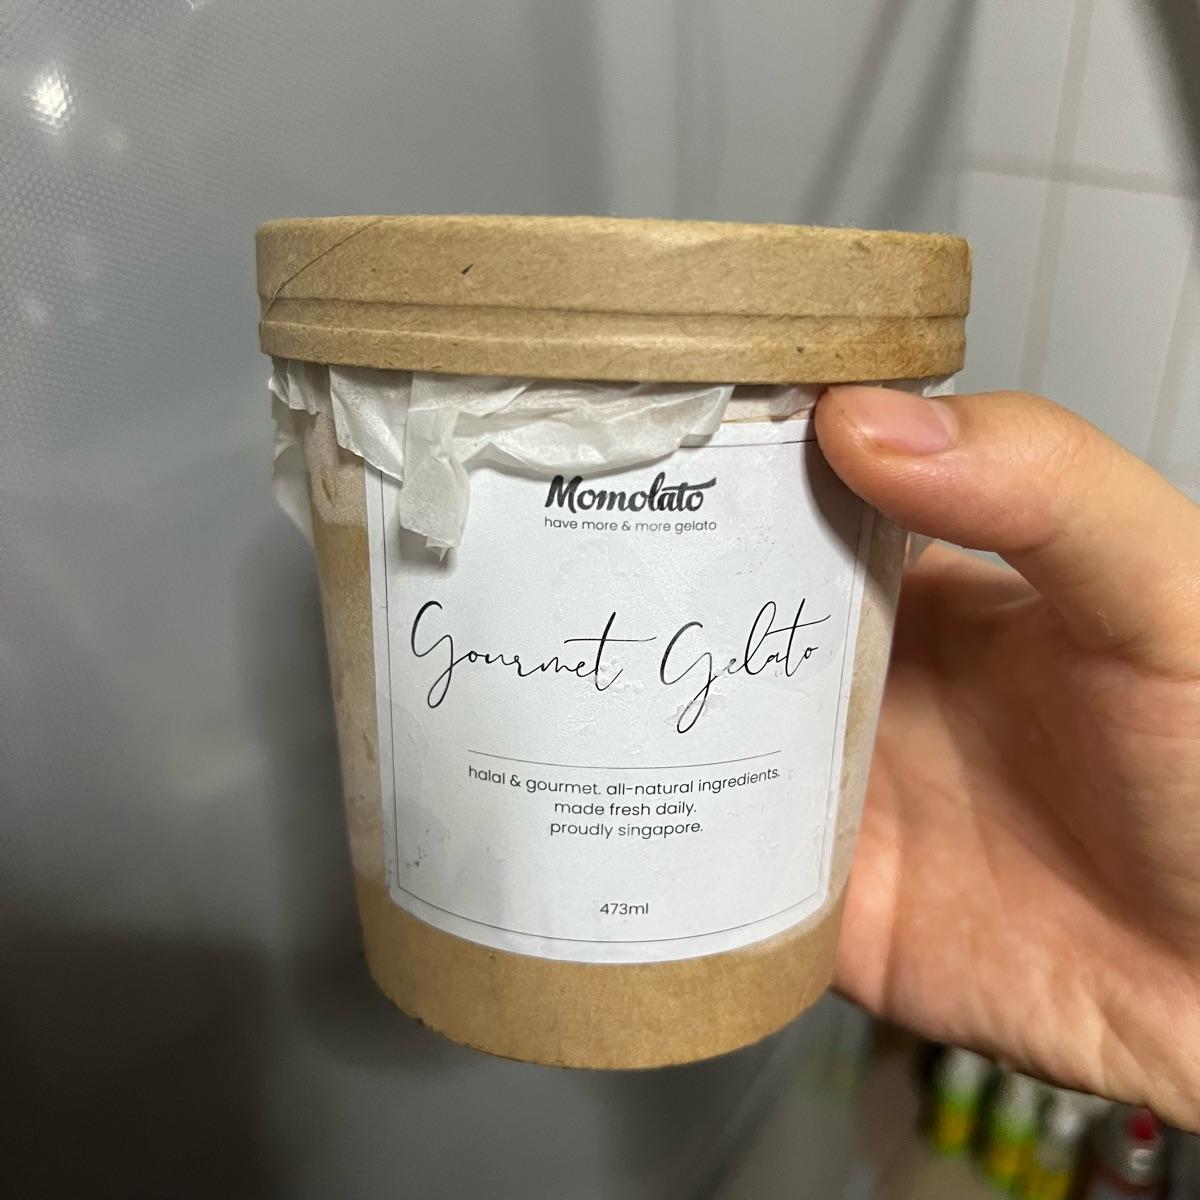 Momolato
have more & more gelato
Gourmet Gelato
halal & gourmet. all-natural ingredients.
made fresh daily.
proudly singapore.
473ml